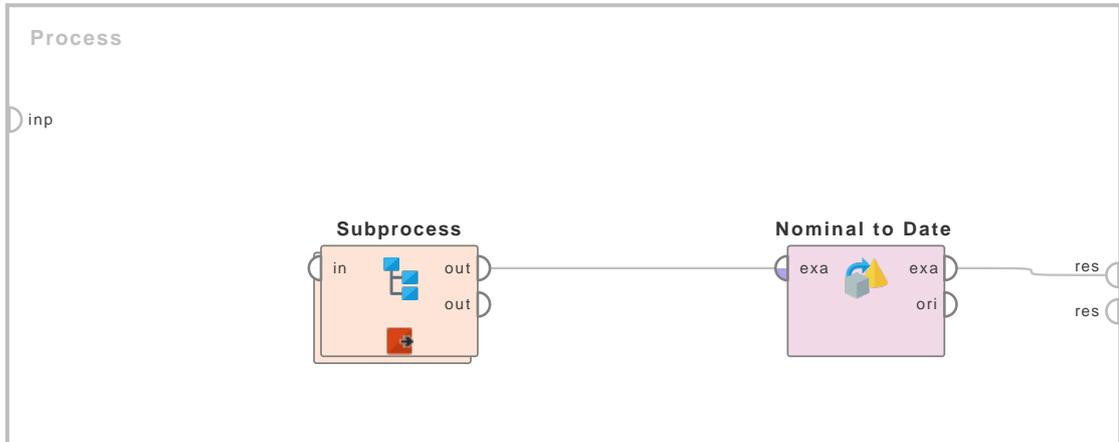 Process
inp
Subprocess
Nominal to Date
in
out
exa
exa
res
out
ori
res